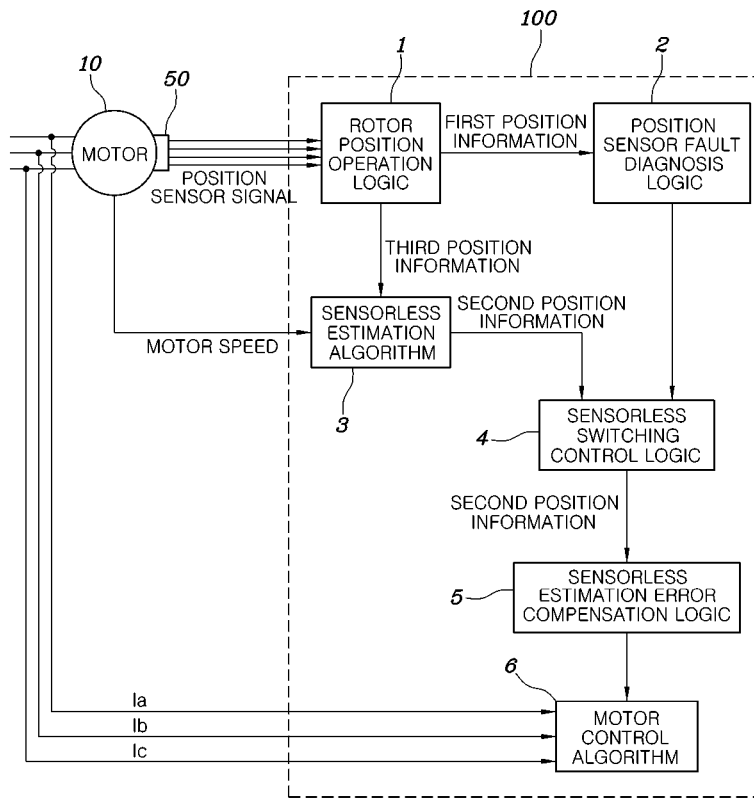 100
10
50
1
2
MOTOR
POSITION
SENSOR SIGNAL
ROTOR
POSITION
OPERATION
LOGIC
FIRST POSITION
INFORMATION
POSITION
SENSOR FAULT
DIAGNOSIS
LOGIC
THIRD POSITION
INFORMATION
MOTOR SPEED
SENSORLESS
ESTIMATION
ALGORITHM
3
SECOND POSITION
INFORMATION
4
SENSORLESS
SWITCHING
CONTROL LOGIC
SECOND POSITION
INFORMATION
5
SENSORLESS
ESTIMATION ERROR
COMPENSATION LOGIC
6
MOTOR
CONTROL
ALGORITHM
Ia
Ib
Ic